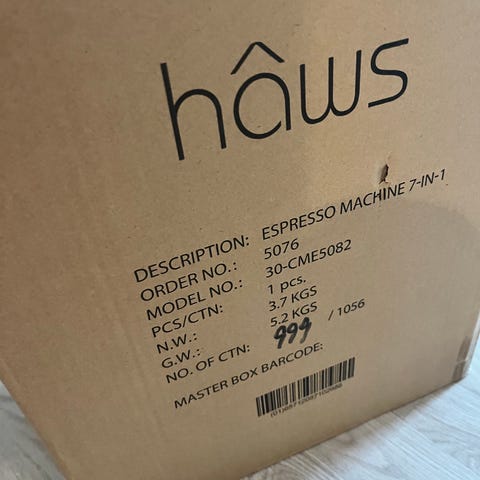 hâws
DESCRIPTION: ESPRESSO MACHINE 7-IN-1
ORDER NO.: 5076
MODEL NO.: 30-CME5082
PCS/CTN: 1 pcs.
N.W.: 3.7 KGS
G.W.: 5.2 KGS
NO. OF CTN: 999 / 1056
MASTER BOX BARCODE: